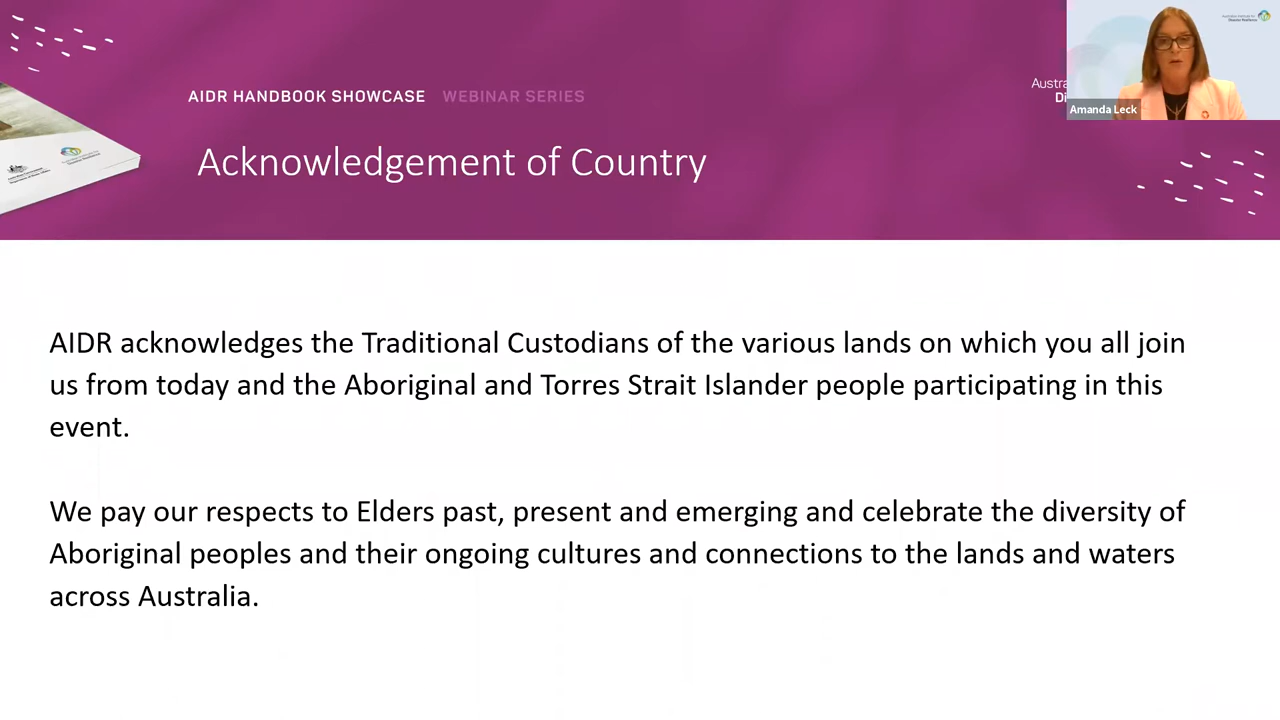 AIDR HANDBOOK SHOWCASE WEBINAR SERIES
Acknowledgement of Country
Amanda Leck
AIDR acknowledges the Traditional Custodians of the various lands on which you all join
us from today and the Aboriginal and Torres Strait Islander people participating in this
event.
We pay our respects to Elders past, present and emerging and celebrate the diversity of
Aboriginal peoples and their ongoing cultures and connections to the lands and waters
across Australia.